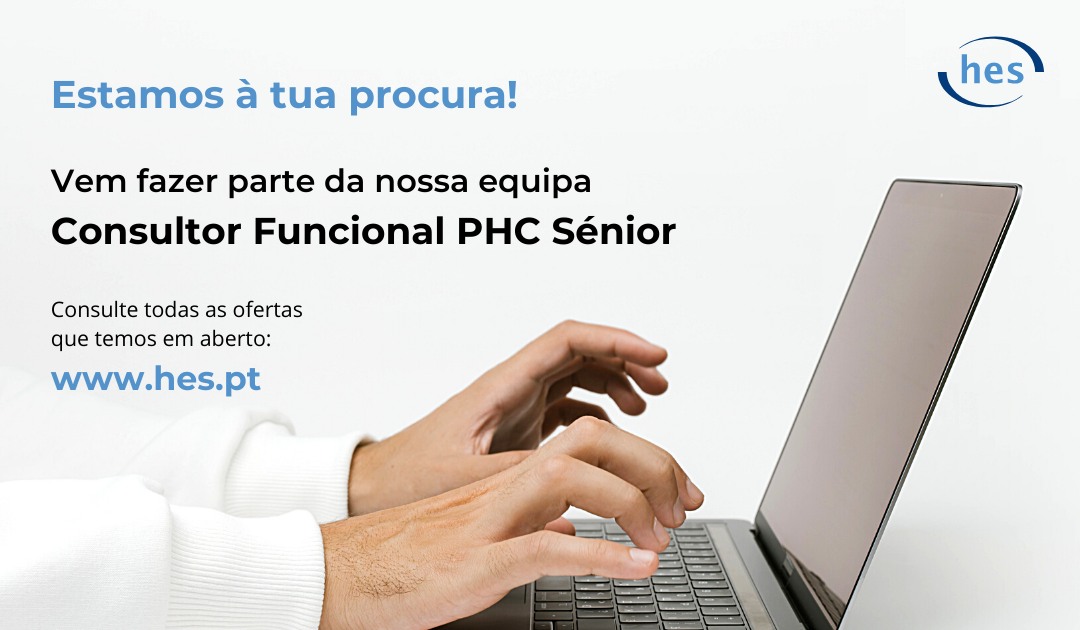 hes
Estamos à tua procura!
Vem fazer parte da nossa equipa
Consultor Funcional PHC Sénior
Consulte todas as ofertas
que temos em aberto:
www.hes.pt